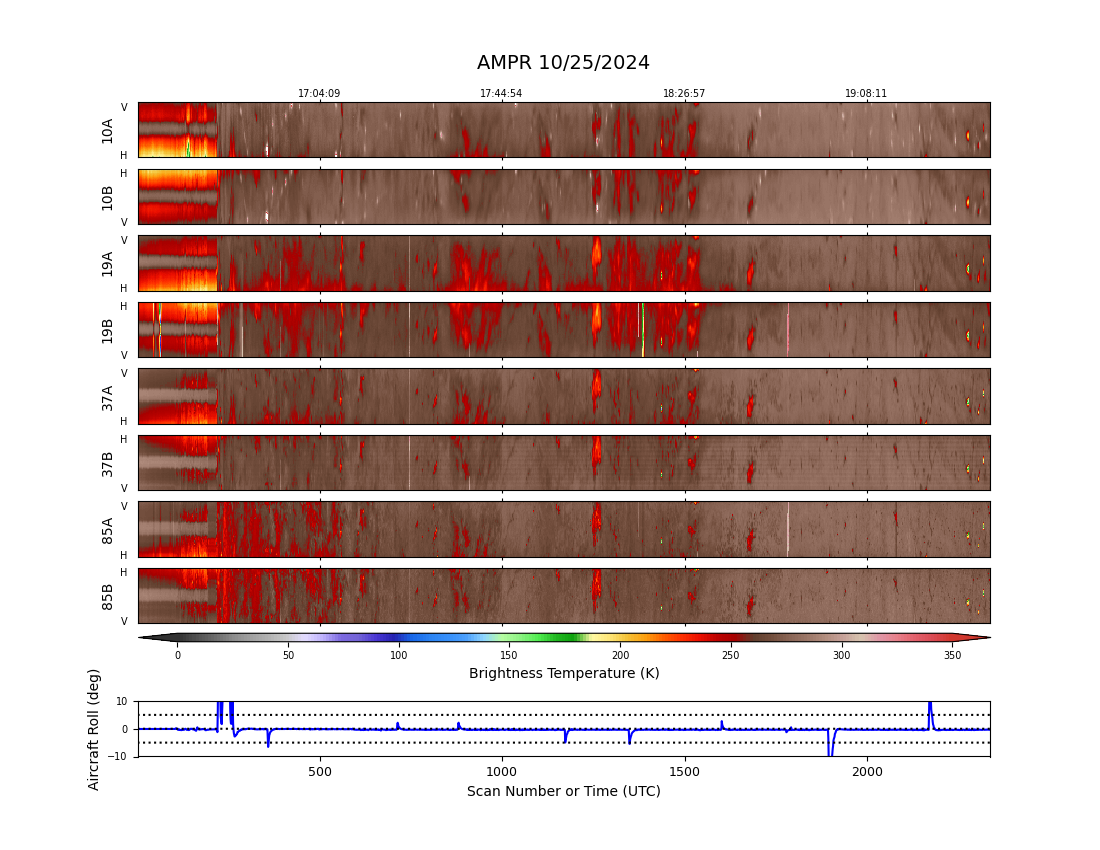 AMPR 10/25/2024
17:04:09 17:44:54 18:26:57 19:08:11
V
10A
H
H
10B
V
V
19A
H
H
19B
V
V
37A
H
H
37B
V
V
85A
H
H
85B
V
0 50 100 150 200 250 300 350
Brightness Temperature (K)
Aircraft Roll (deg)
10
0
−10
500 1000 1500 2000
Scan Number or Time (UTC)